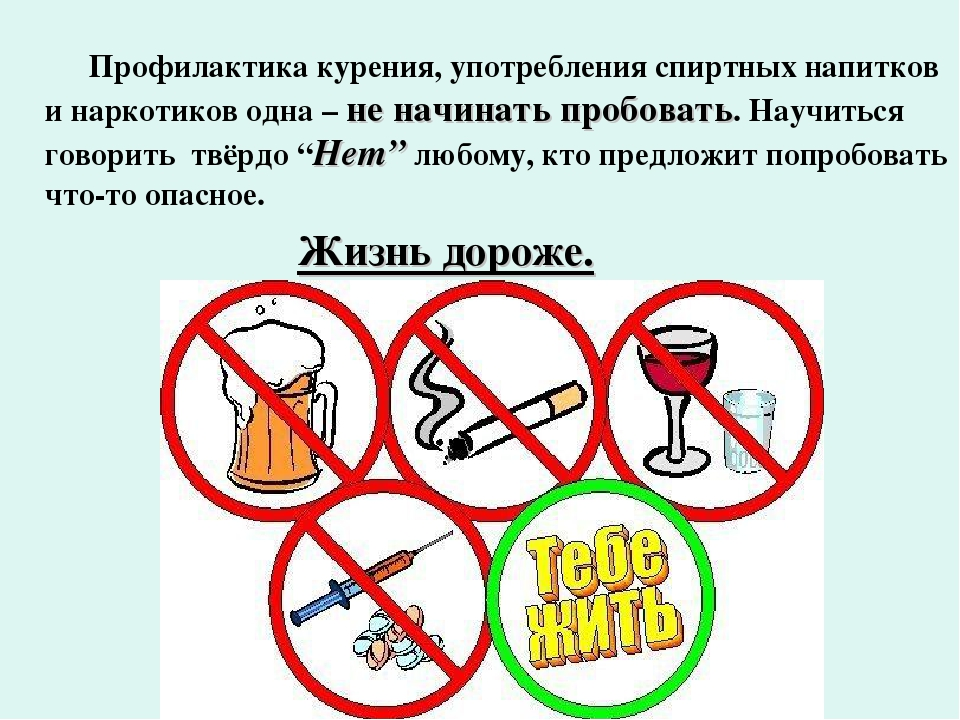 Профилактика курения, употребления спиртных напитков
и наркотиков одна – не начинать пробовать. Научиться
говорить твёрдо “Нет” любому, кто предложит попробовать
что-то опасное.
Жизнь дороже.
Тебе
жить